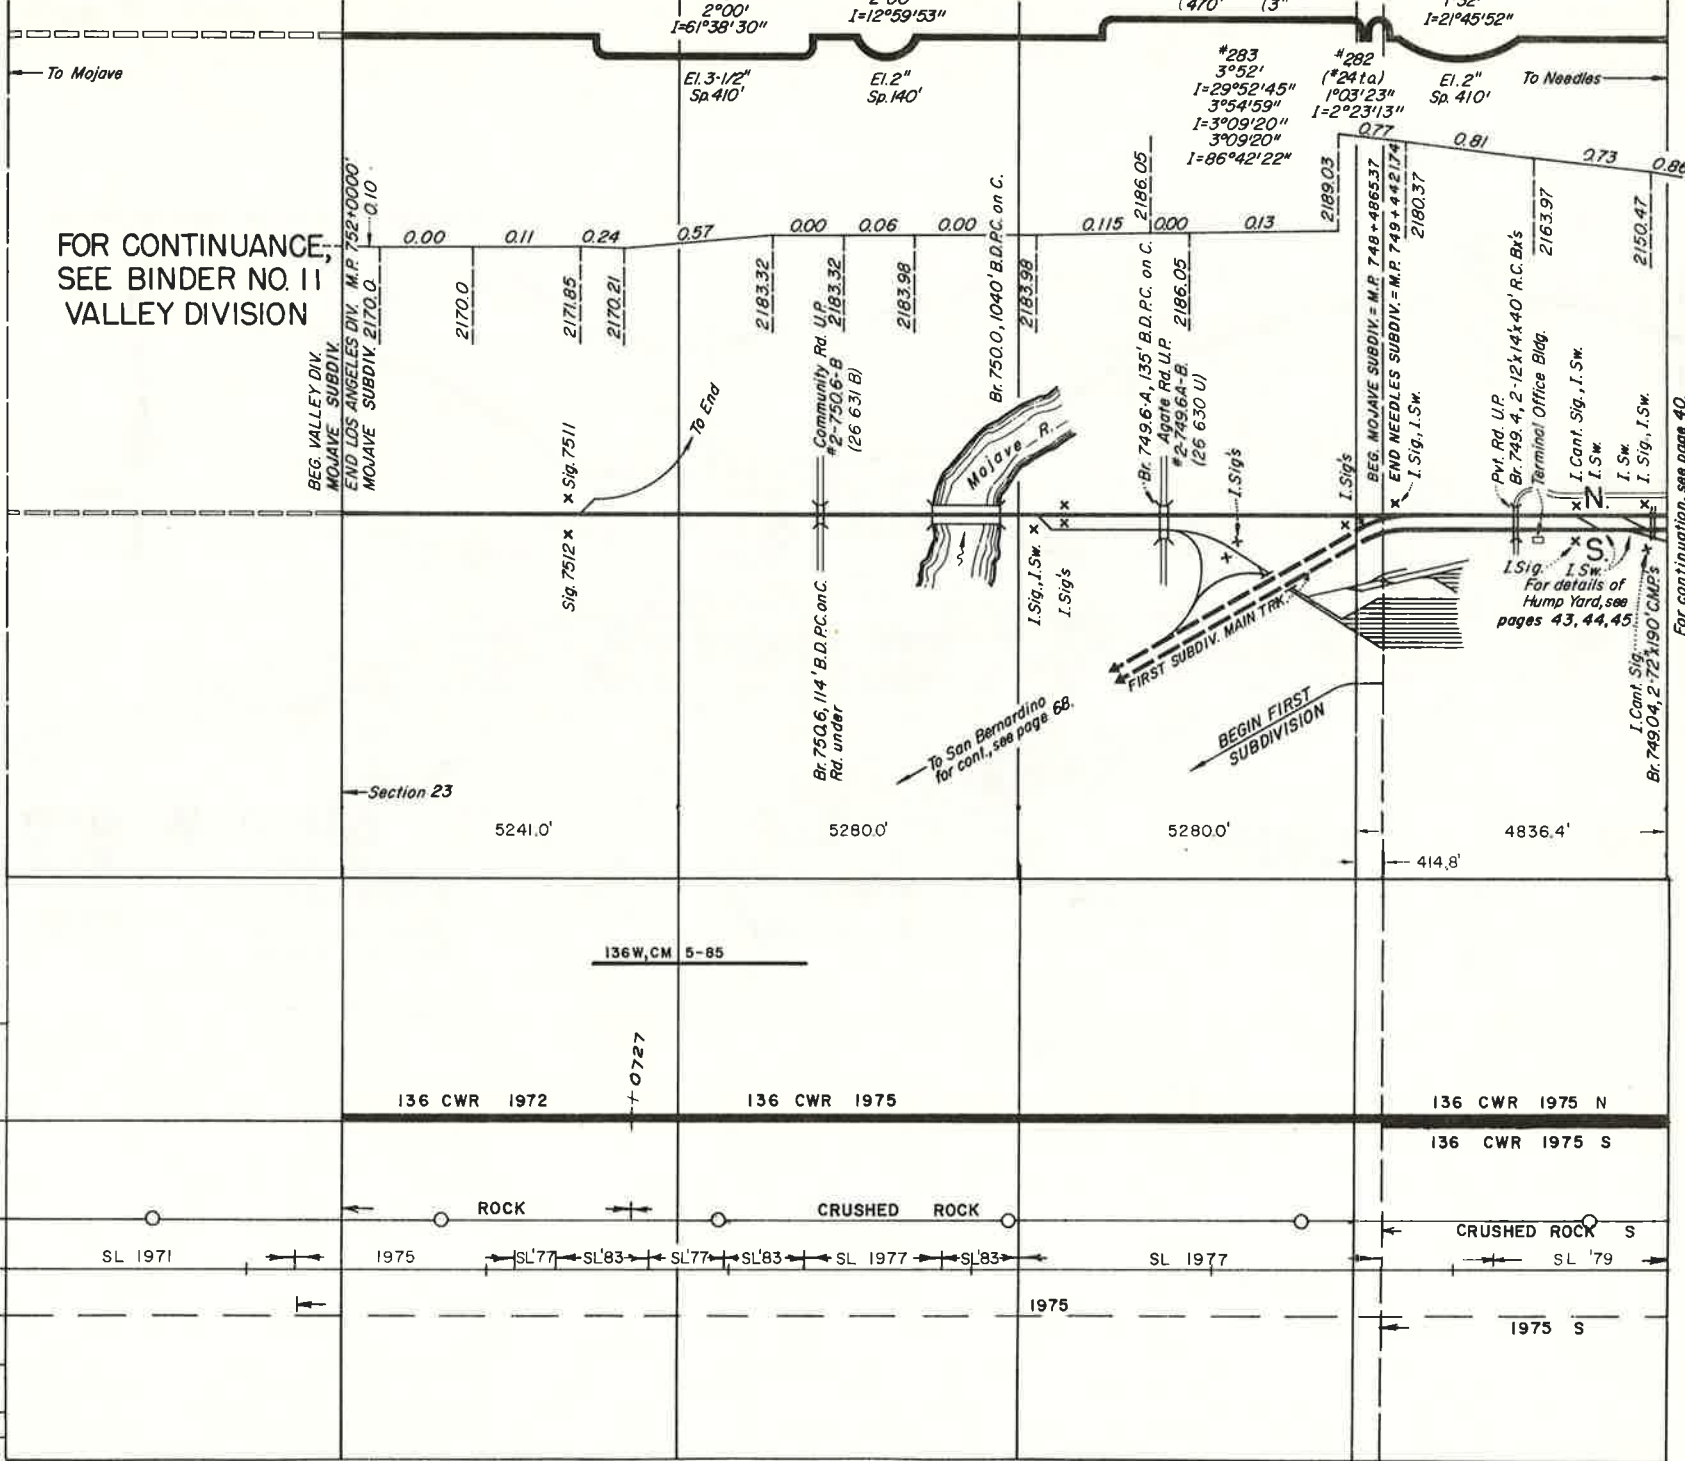 2°00'
I=61°38'30"
I=12°59'53"
I=21°45'52"
To Mojave
El. 3-1/2"
Sp. 410'
El. 2"
Sp. 140'
#283
3°52'
I=29°52'45"
3°54'59"
I=3°09'20"
3°09'20"
I=86°42'22"
#282
(#24 t.o.)
1°03'23"
I=2°23'13"
El. 2"
Sp. 410'
To Needles
FOR CONTINUANCE,
SEE BINDER NO. 11
VALLEY DIVISION
BEG. VALLEY DIV.
MOJAVE SUBDIV.
END LOS ANGELES DIV. M.P. 752+0000'
MOJAVE SUBDIV.
2170.0
0.10
0.00
0.11
0.24
0.57
0.00
0.06
0.00
0.115
0.00
0.13
0.77
0.81
0.73
0.86
2170.0
2171.85
2170.21
2183.32
2183.32
2183.98
2183.98
2186.05
2186.05
2189.03
2180.37
2163.97
2150.47
Sig. 7511
Sig. 7512
To End
Community Rd. U.P.
#2-750.6-B
(26 631 B)
Br. 750.6, 114' B.D.P.C. on C.
Rd. under
Br. 750.0, 1040' B.D.P.C. on C.
Mojave R.
I. Sig., I. Sw.
I. Sig's
Br. 749.6-A, 135' B.D.P.C. on C.
Agate Rd. U.P.
#2-749.6A-B
(26 630 U)
I. Sig's
I. Sig's
BEG. MOJAVE SUBDIV. = M.P. 748+4865.37
END NEEDLES SUBDIV. = M.P. 749+4421.74
I. Sig., I. Sw.
Pvt. Rd. U.P.
Br. 749.4, 2-12'x14'x40' R.C. Bx's
Terminal Office Bldg.
I. Cant. Sig., I. Sw.
I. Sw.
I. Sw.
I. Sig., I. Sw.
N.
S.
I. Sig.
I. Sw.
For details of
Hump Yard, see
pages 43, 44, 45
I. Cant. Sig.
Br. 749.04, 2-72"x190' C.M.P.'s
For continuation, see page 40.
FIRST SUBDIV. MAIN TRK.
BEGIN FIRST
SUBDIVISION
To San Bernardino
for cont., see page 68.
Section 23
5241.0'
5280.0'
5280.0'
4836.4'
414.8'
136W,CM 5-85
+0727
136 CWR 1972
136 CWR 1975
136 CWR 1975 N
136 CWR 1975 S
ROCK
CRUSHED ROCK
CRUSHED ROCK S
SL 1971
1975
SL'77
SL'83
SL'77
SL'83
SL 1977
SL'83
SL 1977
SL '79
1975
1975 S